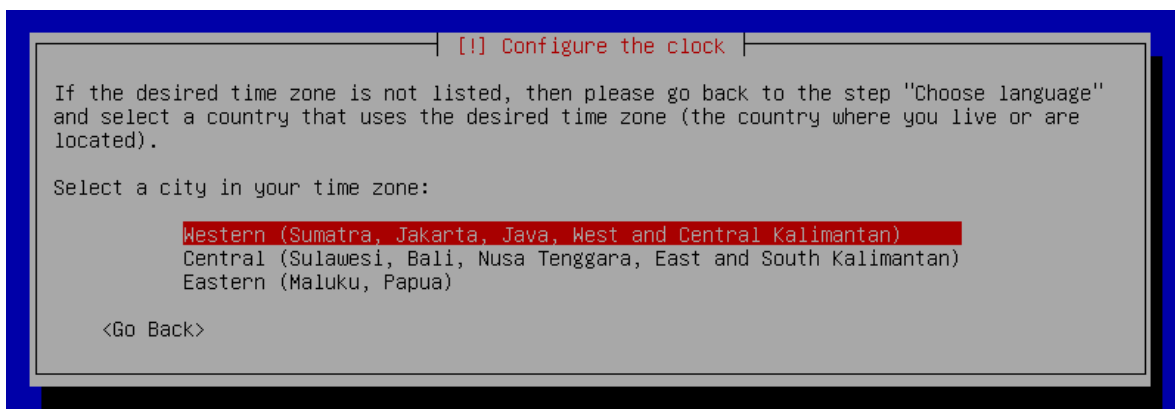 [!] Configure the clock
If the desired time zone is not listed, then please go back to the step "Choose language"
and select a country that uses the desired time zone (the country where you live or are
located).
Select a city in your time zone:
Western (Sumatra, Jakarta, Java, West and Central Kalimantan)
Central (Sulawesi, Bali, Nusa Tenggara, East and South Kalimantan)
Eastern (Maluku, Papua)
<Go Back>